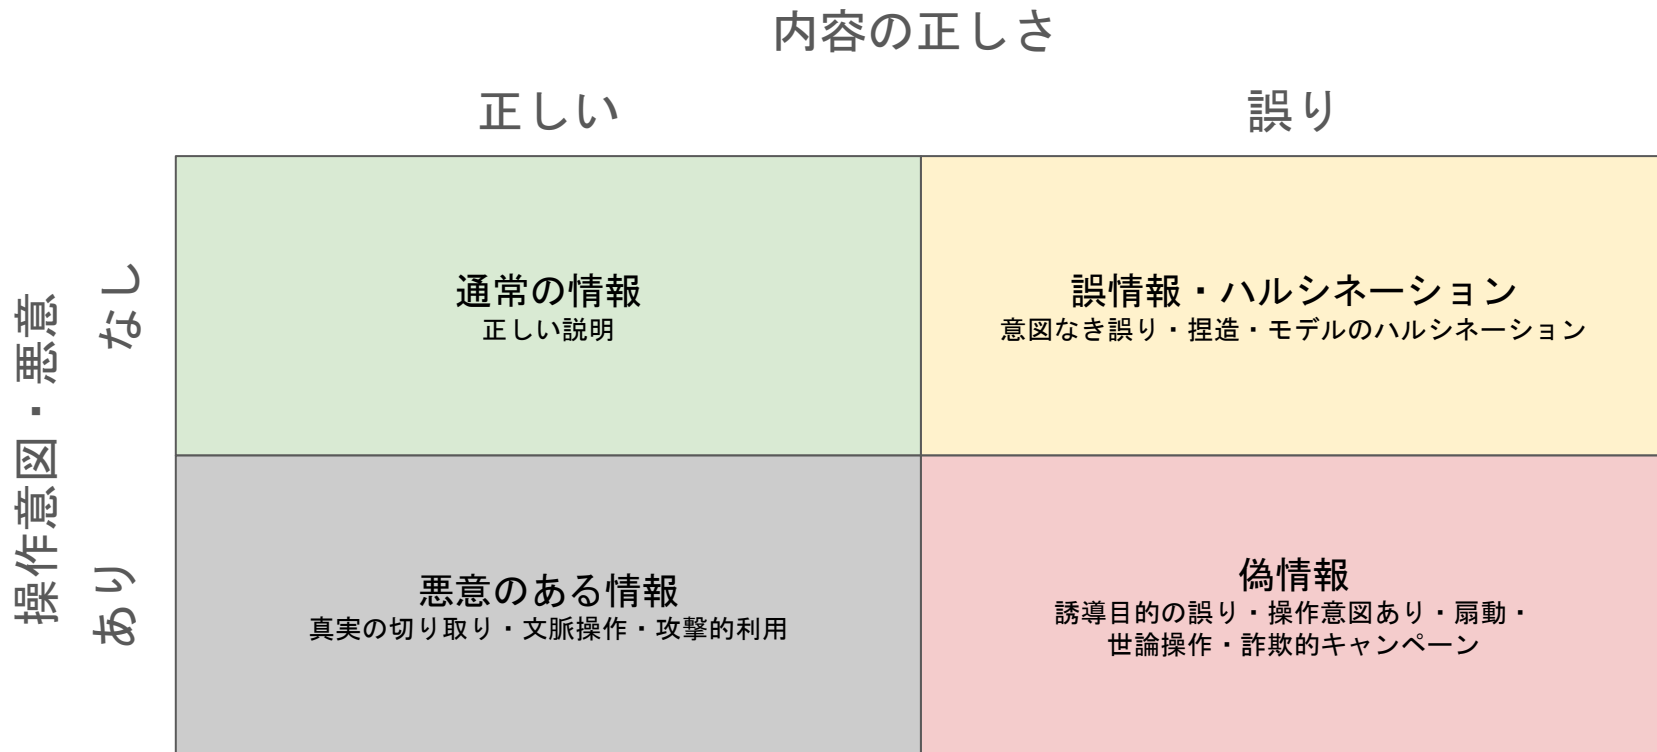 内容の正しさ
正しい
誤り
操作意図・悪意
なし
通常の情報
正しい説明
誤情報・ハルシネーション
意図なき誤り・捏造・モデルのハルシネーション
あり
悪意のある情報
真実の切り取り・文脈操作・攻撃的利用
偽情報
誘導目的の誤り・操作意図あり・扇動・
世論操作・詐欺的キャンペーン